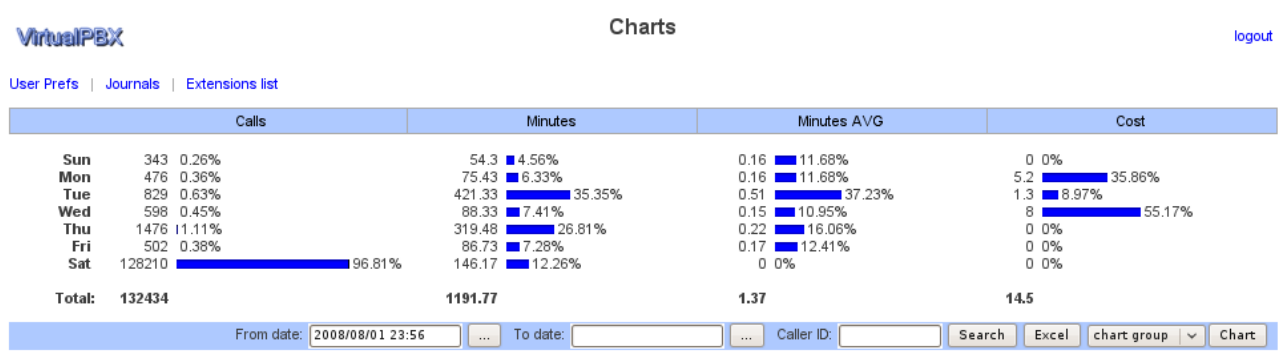 VirtualPBX
Charts
logout
User Prefs | Journals | Extensions list
Calls Minutes Minutes AVG Cost
Sun 343 0.26% 54.3 4.56% 0.16 11.68% 0 0%
Mon 476 0.36% 75.43 6.33% 0.16 11.68% 5.2 35.86%
Tue 829 0.63% 421.33 35.35% 0.51 37.23% 1.3 8.97%
Wed 598 0.45% 88.33 7.41% 0.15 10.95% 8 55.17%
Thu 1476 1.11% 319.48 26.81% 0.22 16.06% 0 0%
Fri 502 0.38% 86.73 7.28% 0.17 12.41% 0 0%
Sat 128210 96.81% 146.17 12.26% 0 0% 0 0%
Total: 132434 1191.77 1.37 14.5
From date: 2008/08/01 23:56 ... To date: ... Caller ID: Search Excel chart group Chart